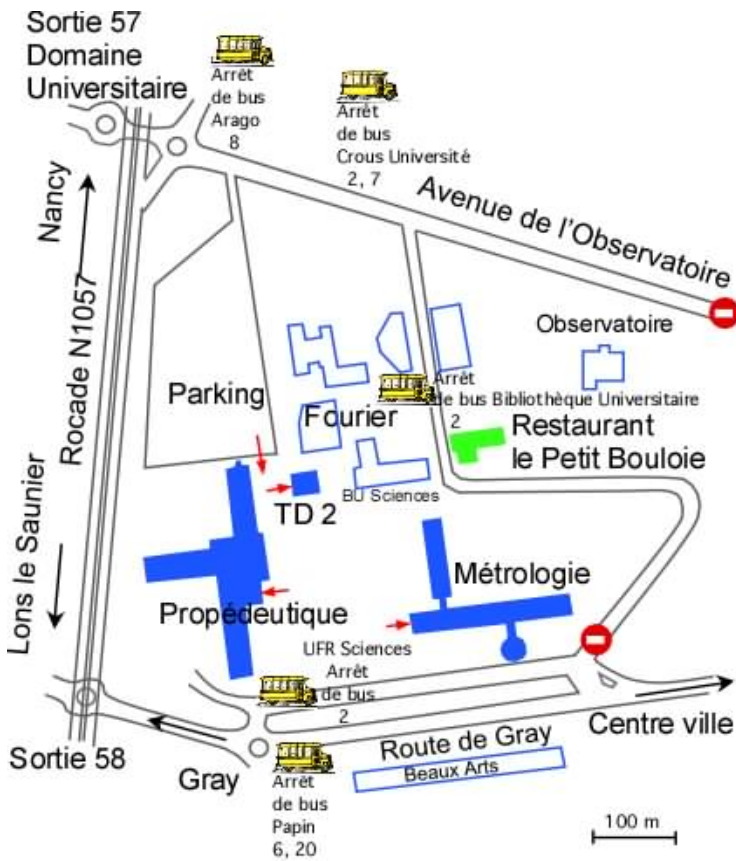 Sortie 57
Domaine
Universitaire
Arrêt
de bus
Arago
8
Arrêt
de bus
Crous Université
2, 7
Avenue de l'Observatoire
Nancy
Rocade N1057
Lons le Saunier
Observatoire
Parking
Fourier
Arrêt
de bus Bibliothèque Universitaire
2
Restaurant
le Petit Bouloie
BU Sciences
TD 2
Métrologie
Propédeutique
UFR Sciences
Arrêt
de bus
2
Centre ville
Route de Gray
Sortie 58
Gray
Beaux Arts
Arrêt
de bus
Papin
6, 20
100 m